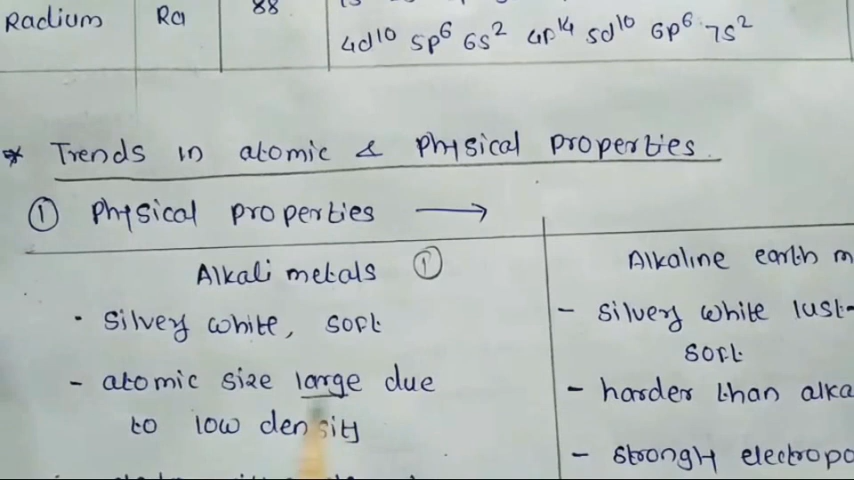 Radium Ra 88
4d10 5p6 6s2 4f14 5d10 6p6 7s2
* Trends in atomic & Physical properties.
① Physical properties →
Alkali metals ①
• Silvery white, soft
- atomic size large due
to low density
Alkaline earth m
- silvery white lust-
soft
- harder than alka
- strongly electropo